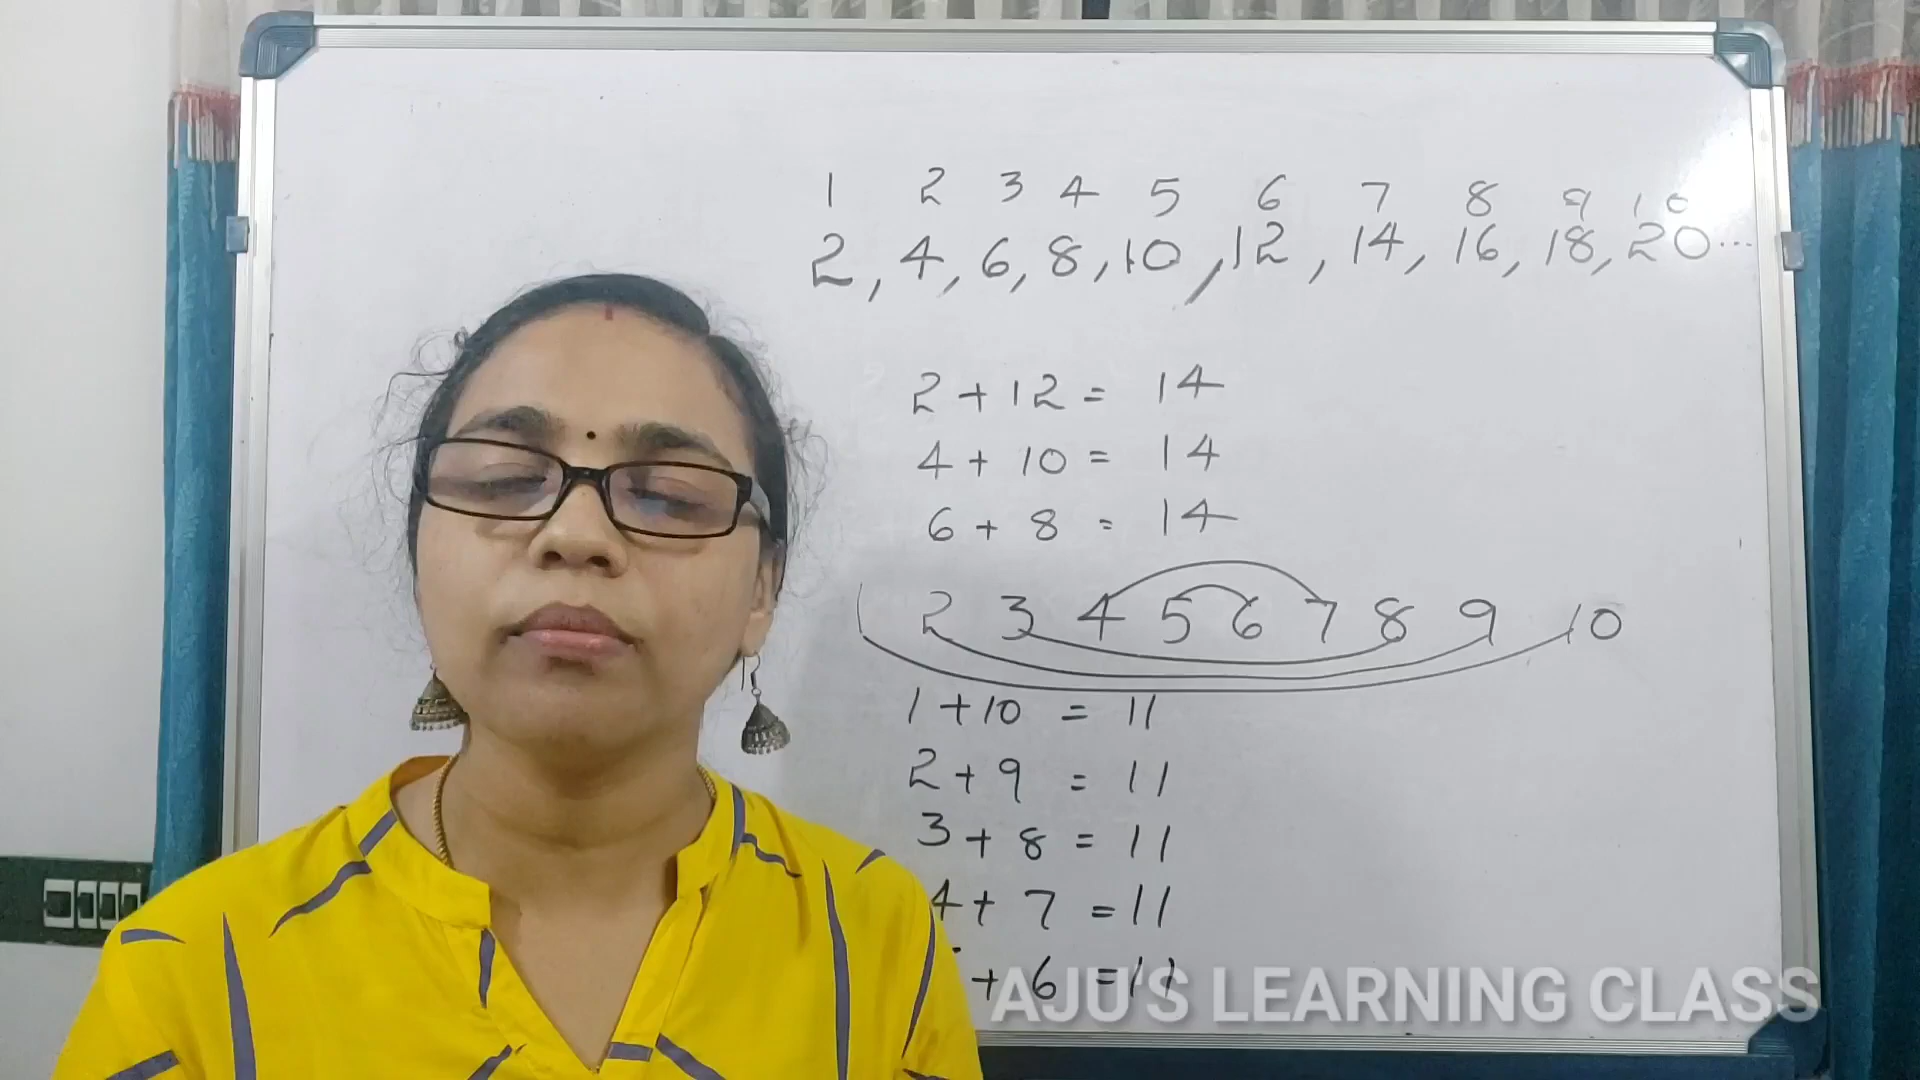 1 2 3 4 5 6 7 8 9 10
2, 4, 6, 8, 10, 12, 14, 16, 18, 20...
2 + 12 = 14
4 + 10 = 14
6 + 8 = 14
1 2 3 4 5 6 7 8 9 10
1 + 10 = 11
2 + 9 = 11
3 + 8 = 11
4 + 7 = 11
+ 6 = 11
AJU'S LEARNING CLASS